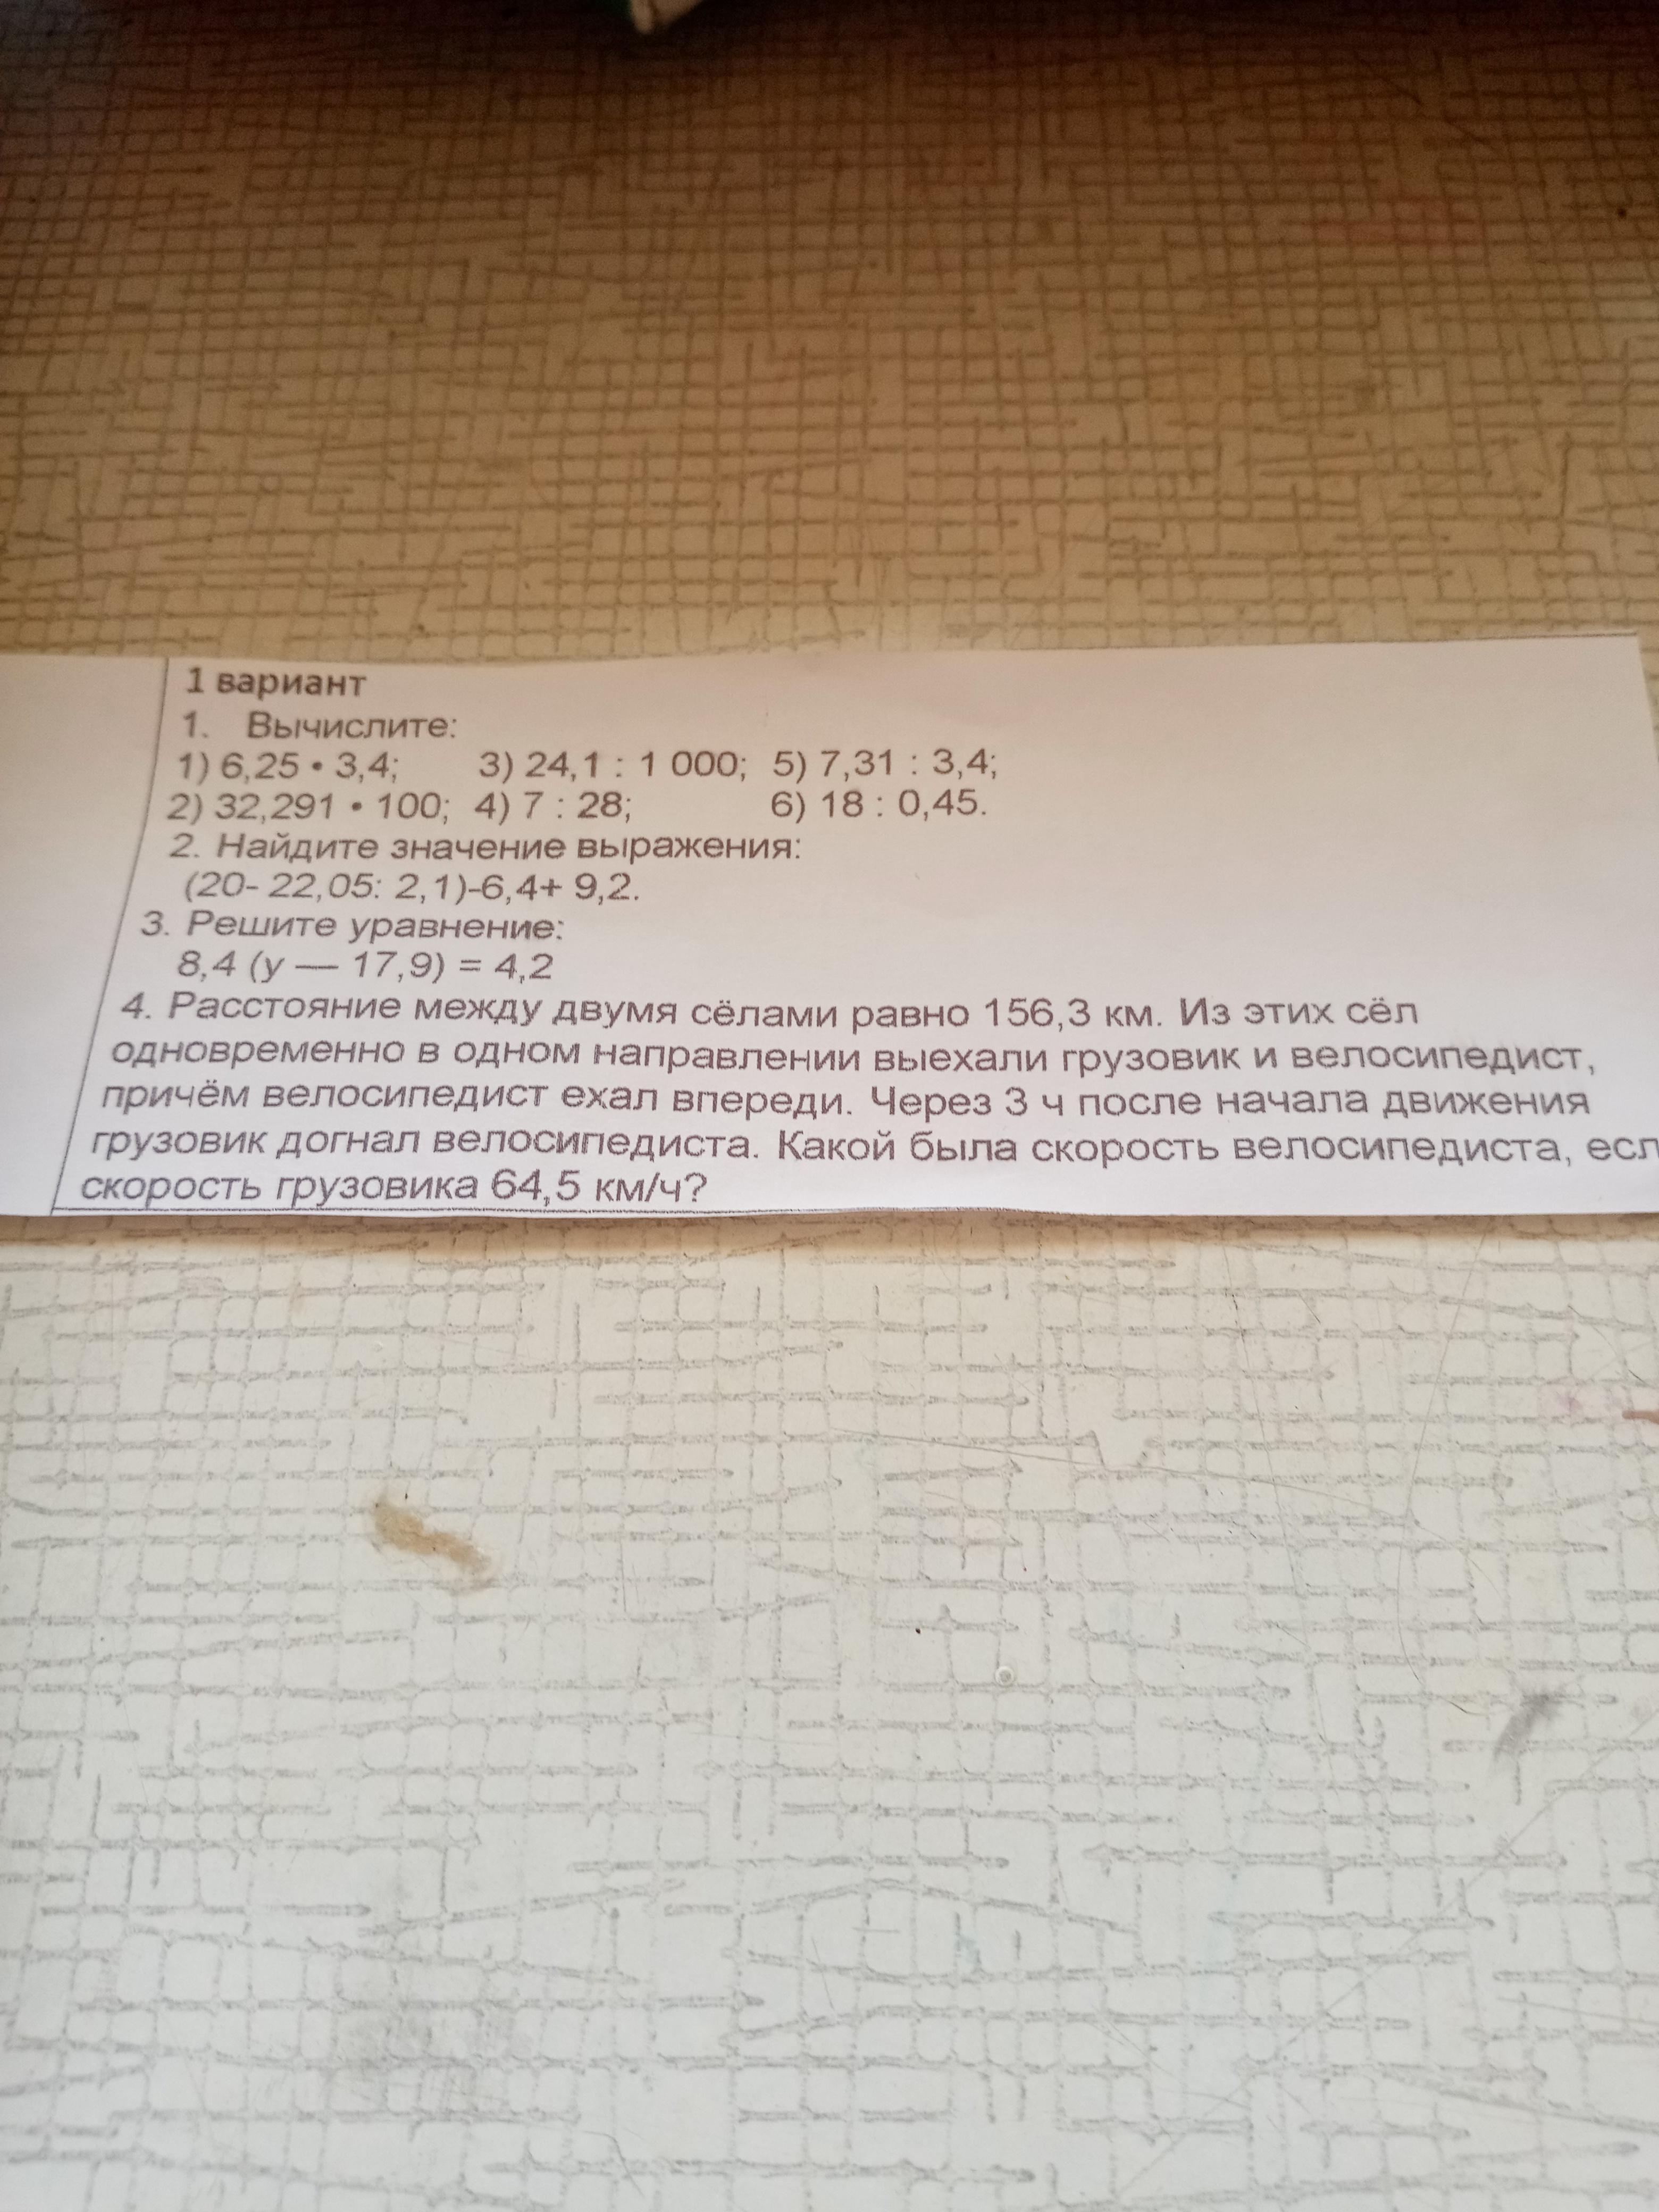 1 вариант
1. Вычислите:
1) 6,25 • 3,4; 3) 24,1 : 1 000; 5) 7,31 : 3,4;
2) 32,291 • 100; 4) 7 : 28; 6) 18 : 0,45.
2. Найдите значение выражения:
(20- 22,05: 2,1)-6,4+ 9,2.
3. Решите уравнение:
8,4 (у — 17,9) = 4,2
4. Расстояние между двумя сёлами равно 156,3 км. Из этих сёл
одновременно в одном направлении выехали грузовик и велосипедист,
причём велосипедист ехал впереди. Через 3 ч после начала движения
грузовик догнал велосипедиста. Какой была скорость велосипедиста, есл
скорость грузовика 64,5 км/ч?